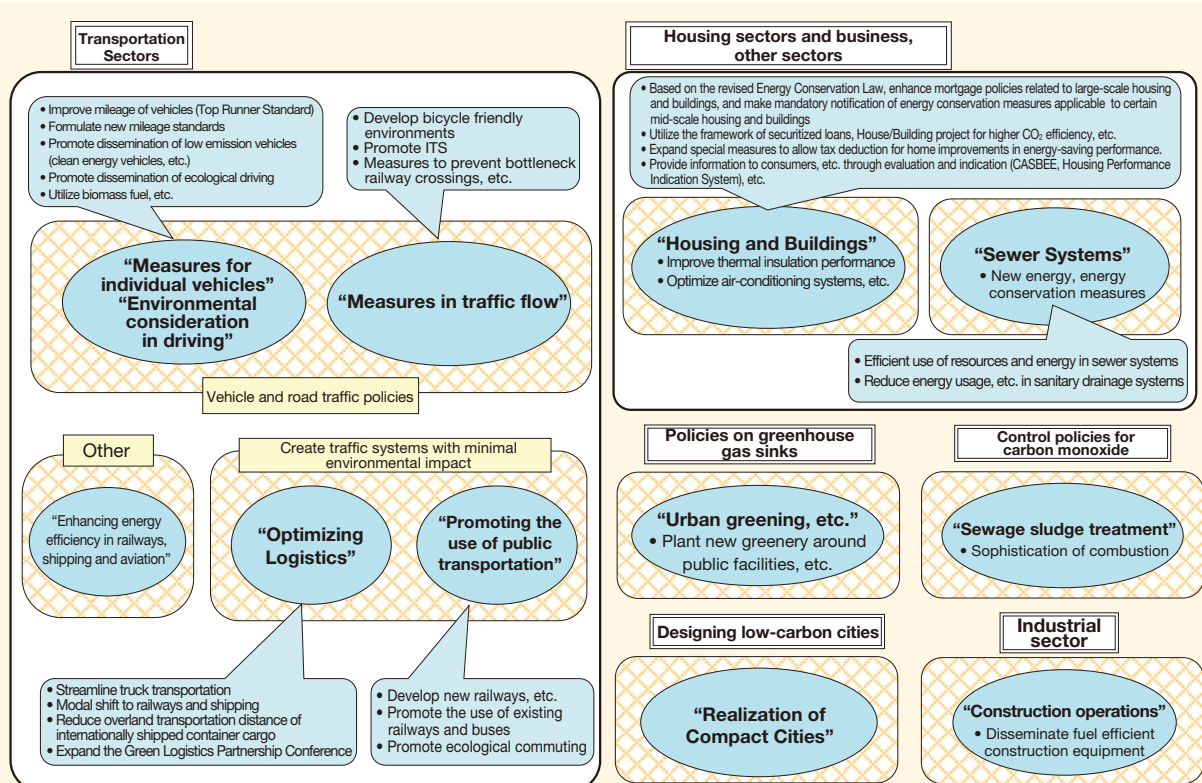 Transportation
Sectors
• Improve mileage of vehicles (Top Runner Standard)
• Formulate new mileage standards
• Promote dissemination of low emission vehicles
(clean energy vehicles, etc.)
• Promote dissemination of ecological driving
• Utilize biomass fuel, etc.
• Develop bicycle friendly
environments
• Promote ITS
• Measures to prevent bottleneck
railway crossings, etc.
“Measures for
individual vehicles”
“Environmental
consideration
in driving”
“Measures in traffic flow”
Vehicle and road traffic policies
Other
“Enhancing energy
efficiency in railways,
shipping and aviation”
Create traffic systems with minimal
environmental impact
“Optimizing
Logistics”
“Promoting the
use of public
transportation”
• Streamline truck transportation
• Modal shift to railways and shipping
• Reduce overland transportation distance of
internationally shipped container cargo
• Expand the Green Logistics Partnership Conference
• Develop new railways, etc.
• Promote the use of existing
railways and buses
• Promote ecological commuting
Housing sectors and business,
other sectors
• Based on the revised Energy Conservation Law, enhance mortgage policies related to large-scale housing
and buildings, and make mandatory notification of energy conservation measures applicable to certain
mid-scale housing and buildings
• Utilize the framework of securitized loans, House/Building project for higher CO₂ efficiency, etc.
• Expand special measures to allow tax deduction for home improvements in energy-saving performance.
• Provide information to consumers, etc. through evaluation and indication (CASBEE, Housing Performance
Indication System), etc.
“Housing and Buildings”
• Improve thermal insulation performance
• Optimize air-conditioning systems, etc.
“Sewer Systems”
• New energy, energy
conservation measures
• Efficient use of resources and energy in sewer systems
• Reduce energy usage, etc. in sanitary drainage systems
Policies on greenhouse
gas sinks
“Urban greening, etc.”
• Plant new greenery around
public facilities, etc.
Control policies for
carbon monoxide
“Sewage sludge treatment”
• Sophistication of combustion
Designing low-carbon cities
“Realization of
Compact Cities”
Industrial
sector
“Construction operations”
• Disseminate fuel efficient
construction equipment